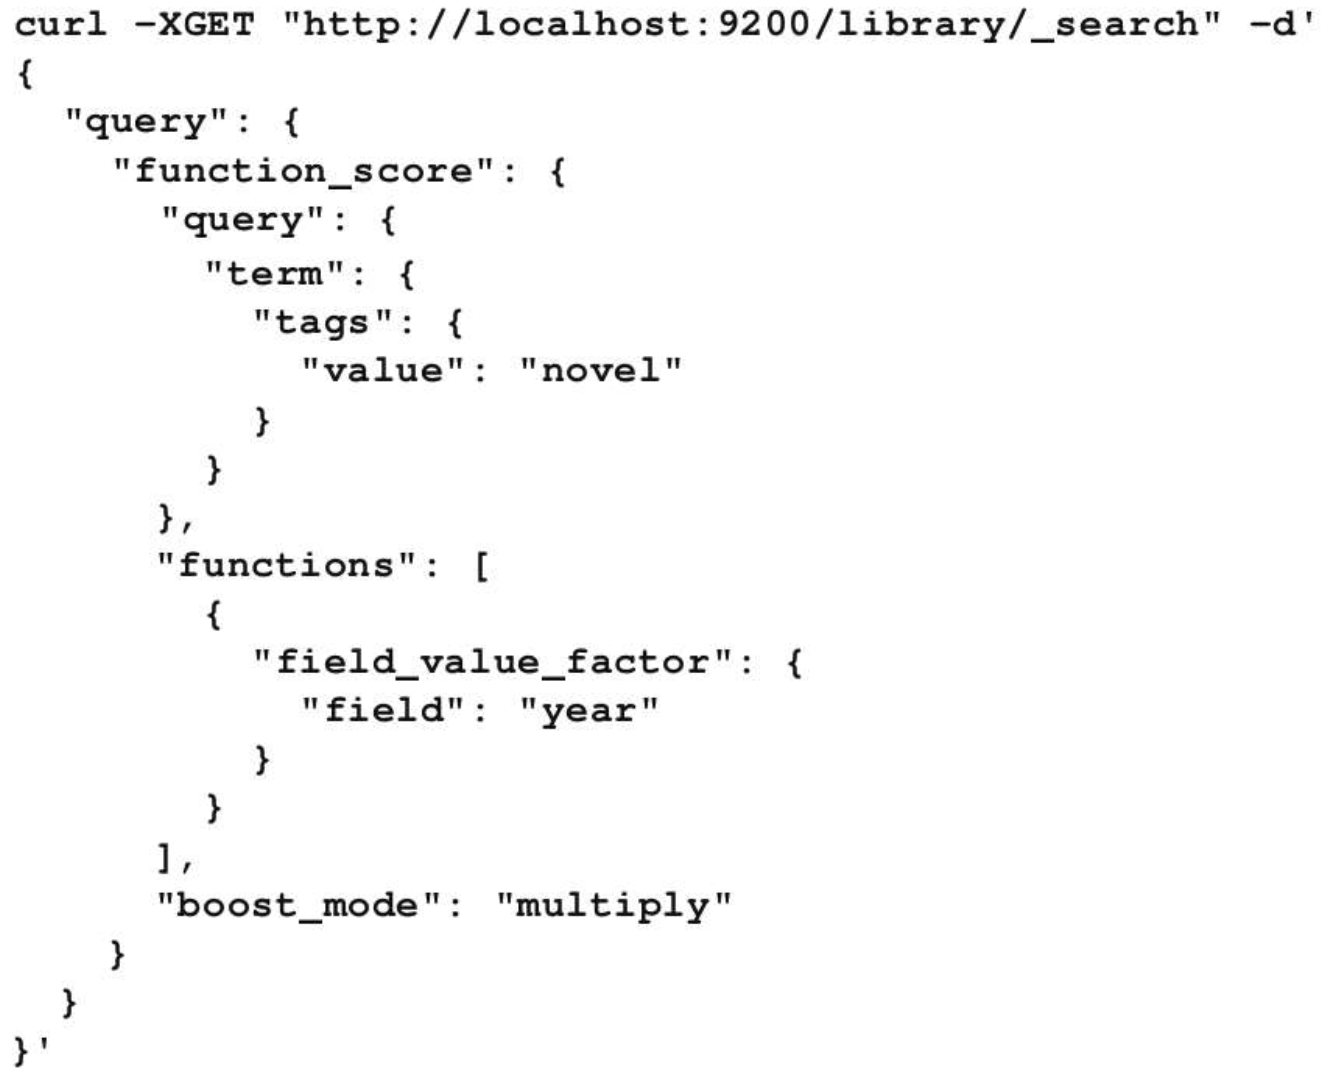 curl -XGET "http://localhost:9200/library/_search" -d'
{
  "query": {
    "function_score": {
      "query": {
        "term": {
          "tags": {
            "value": "novel"
          }
        }
      },
      "functions": [
        {
          "field_value_factor": {
            "field": "year"
          }
        }
      ],
      "boost_mode": "multiply"
    }
  }
}'